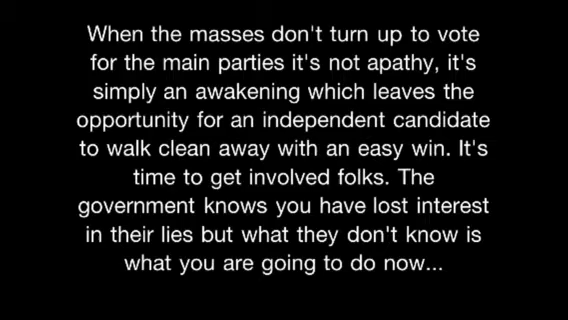 When the masses don't turn up to vote
for the main parties it's not apathy, it's
simply an awakening which leaves the
opportunity for an independent candidate
to walk clean away with an easy win. It's
time to get involved folks. The
government knows you have lost interest
in their lies but what they don't know is
what you are going to do now...